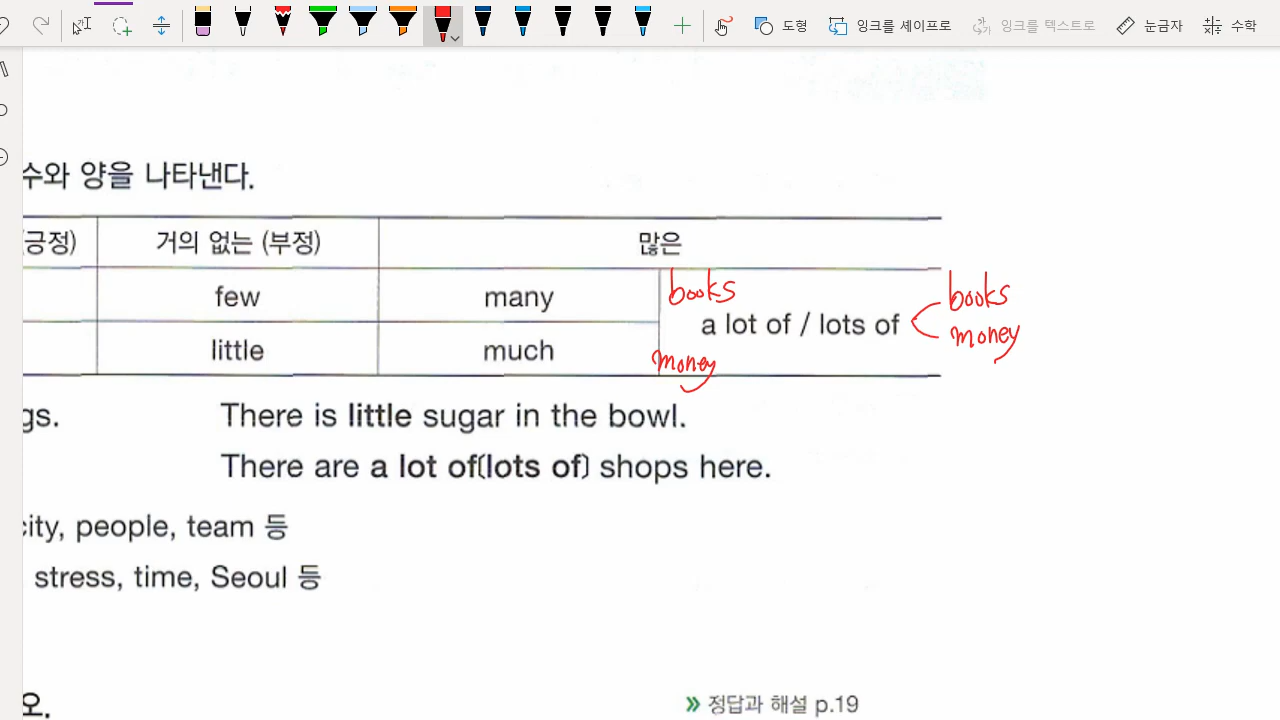 도형 잉크를 셰이프로 잉크를 텍스트로 눈금자 수학
수와 양을 나타낸다.
긍정) 거의 없는 (부정) 많은
few many books
a lot of / lots of books
money
little much money
gs. There is little sugar in the bowl.
There are a lot of(lots of) shops here.
city, people, team 등
stress, time, Seoul 등
오.
» 정답과 해설 p.19